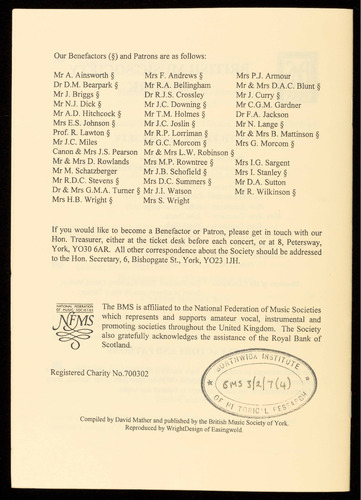 Our Benefactors (§) and Patrons are as follows:
Mr A. Ainsworth § Mrs F. Andrews § Mrs P.J. Armour
Dr D.M. Bearpark § Mr R.A. Bellingham Mr & Mrs D.A.C. Blunt §
Mr J. Briggs § Dr R.J.S. Crossley Mr J. Curry §
Mr N.J. Dick § Mr J.C. Downing § Mr C.G.M. Gardner
Mr A.D. Hitchcock § Mr T.M. Holmes § Dr F.A. Jackson
Mrs E.S. Johnson § Mr J.C. Joslin § Mr N. Lange §
Prof. R. Lawton § Mr R.P. Lorriman § Mr & Mrs B. Mattinson §
Mr J.C. Miles Mr G.C. Morcom § Mrs G. Morcom §
Canon & Mrs J.S. Pearson Mr & Mrs L.W. Robinson §
Mr & Mrs D. Rowlands Mrs M.P. Rowntree § Mrs I.G. Sargent
Mr M. Schatzberger Mr J.B. Schofield § Mrs I. Stanley §
Mr R.D.C. Stevens § Mrs D.C. Summers § Mr D.A. Sutton
Dr & Mrs G.M.A. Turner § Mr J.I. Watson Mr R. Wilkinson §
Mrs H.B. Wright § Mrs S. Wright
If you would like to become a Benefactor or Patron, please get in touch with our
Hon. Treasurer, either at the ticket desk before each concert, or at 8, Petersway,
York, YO30 6AR. All other correspondence about the Society should be addressed
to the Hon. Secretary, 6, Bishopgate St., York, YO23 1JH.
NATIONAL FEDERATION
OF MUSIC SOCIETIES
NFMS
The BMS is affiliated to the National Federation of Music Societies
which represents and supports amateur vocal, instrumental and
promoting societies throughout the United Kingdom. The Society
also gratefully acknowledges the assistance of the Royal Bank of
Scotland.
Registered Charity No.700302
BORTHWICK INSTITUTE
BMS 3/2/7(4)
OF HISTORICAL RESEARCH
Compiled by David Mather and published by the British Music Society of York.
Reproduced by WrightDesign of Easingwold.